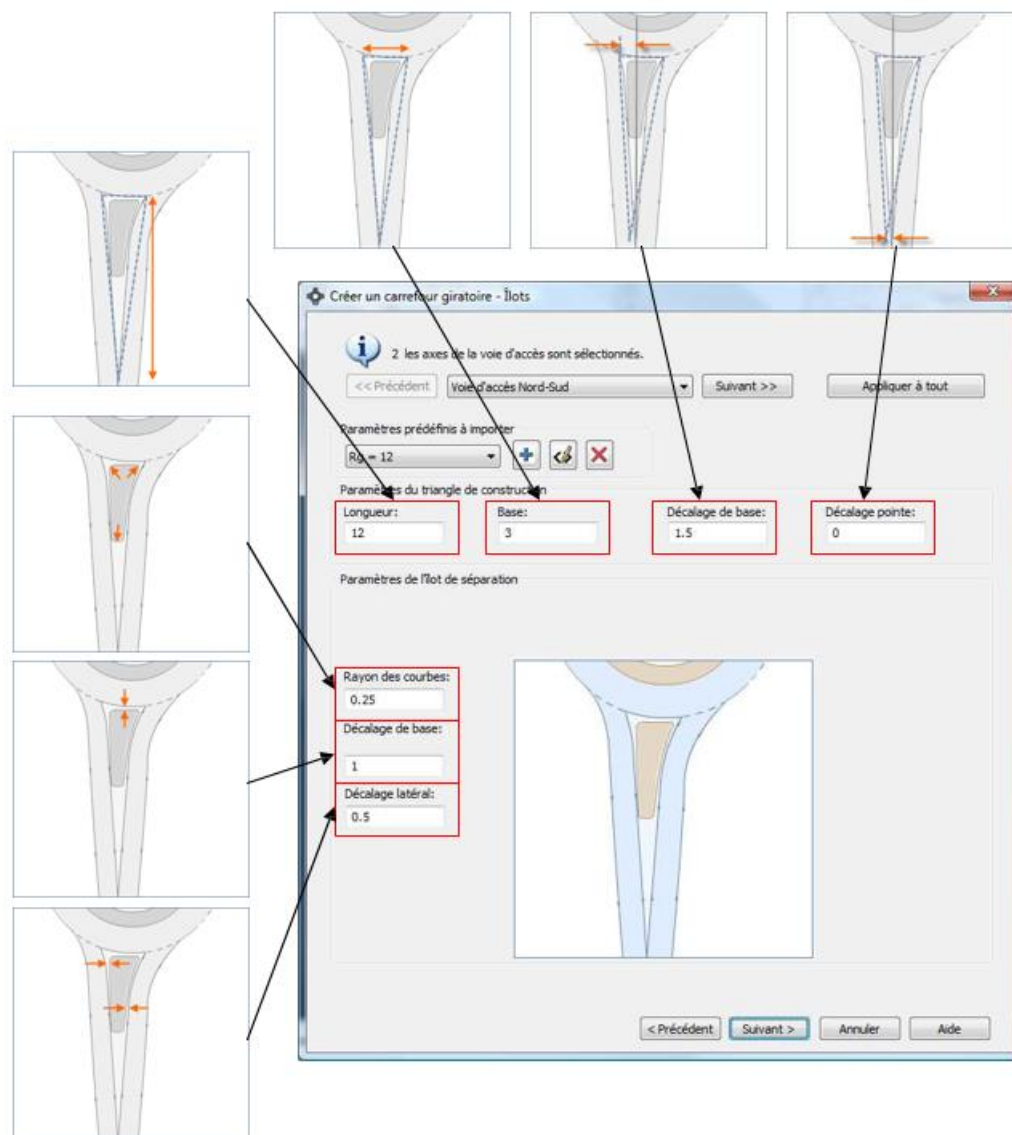 Créer un carrefour giratoire - Îlots
2 les axes de la voie d'accès sont sélectionnés.
<< Précédent Voie d'accès Nord-Sud Suivant >> Appliquer à tout
Paramètres prédéfinis à importer
Rg = 12
Paramètres du triangle de construction
Longueur: Base: Décalage de base: Décalage pointe:
12 3 1.5 0
Paramètres de l'îlot de séparation
Rayon des courbes:
0.25
Décalage de base:
1
Décalage latéral:
0.5
< Précédent Suivant > Annuler Aide